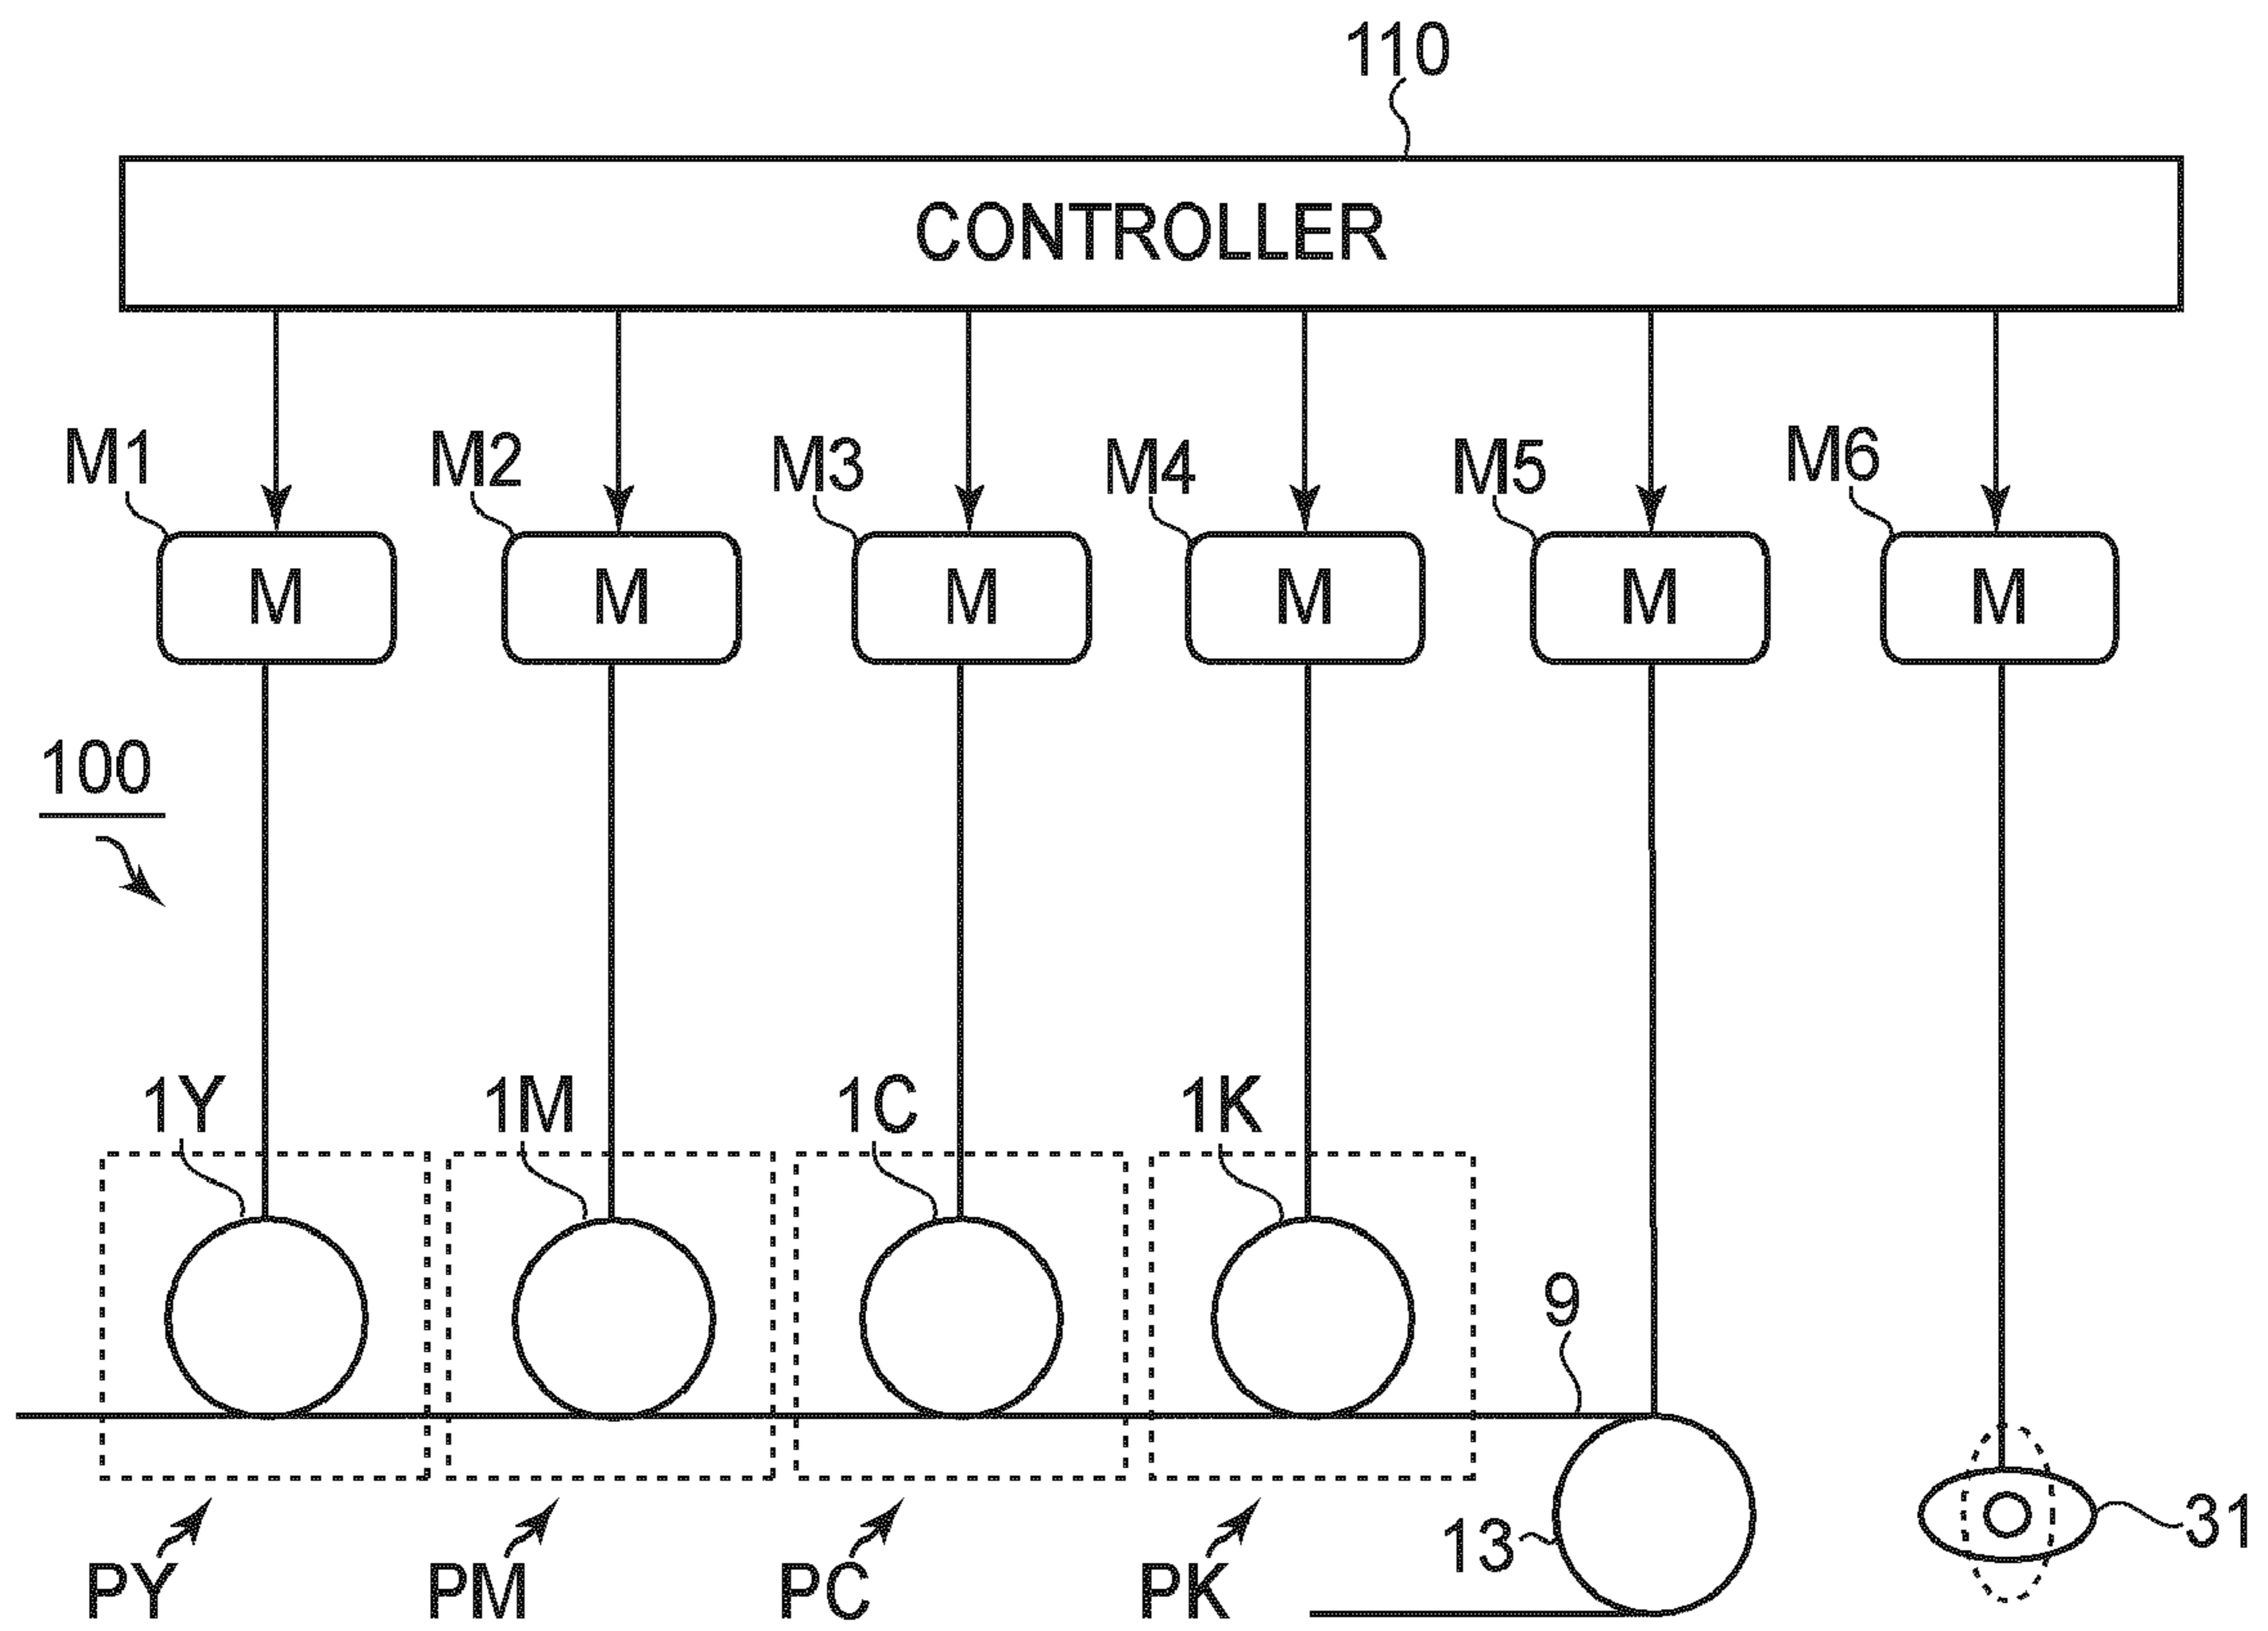 110
CONTROLLER
M1 M2 M3 M4 M5 M6
M M M M M M
100
1Y 1M 1C 1K
9
13 31
PY PM PC PK